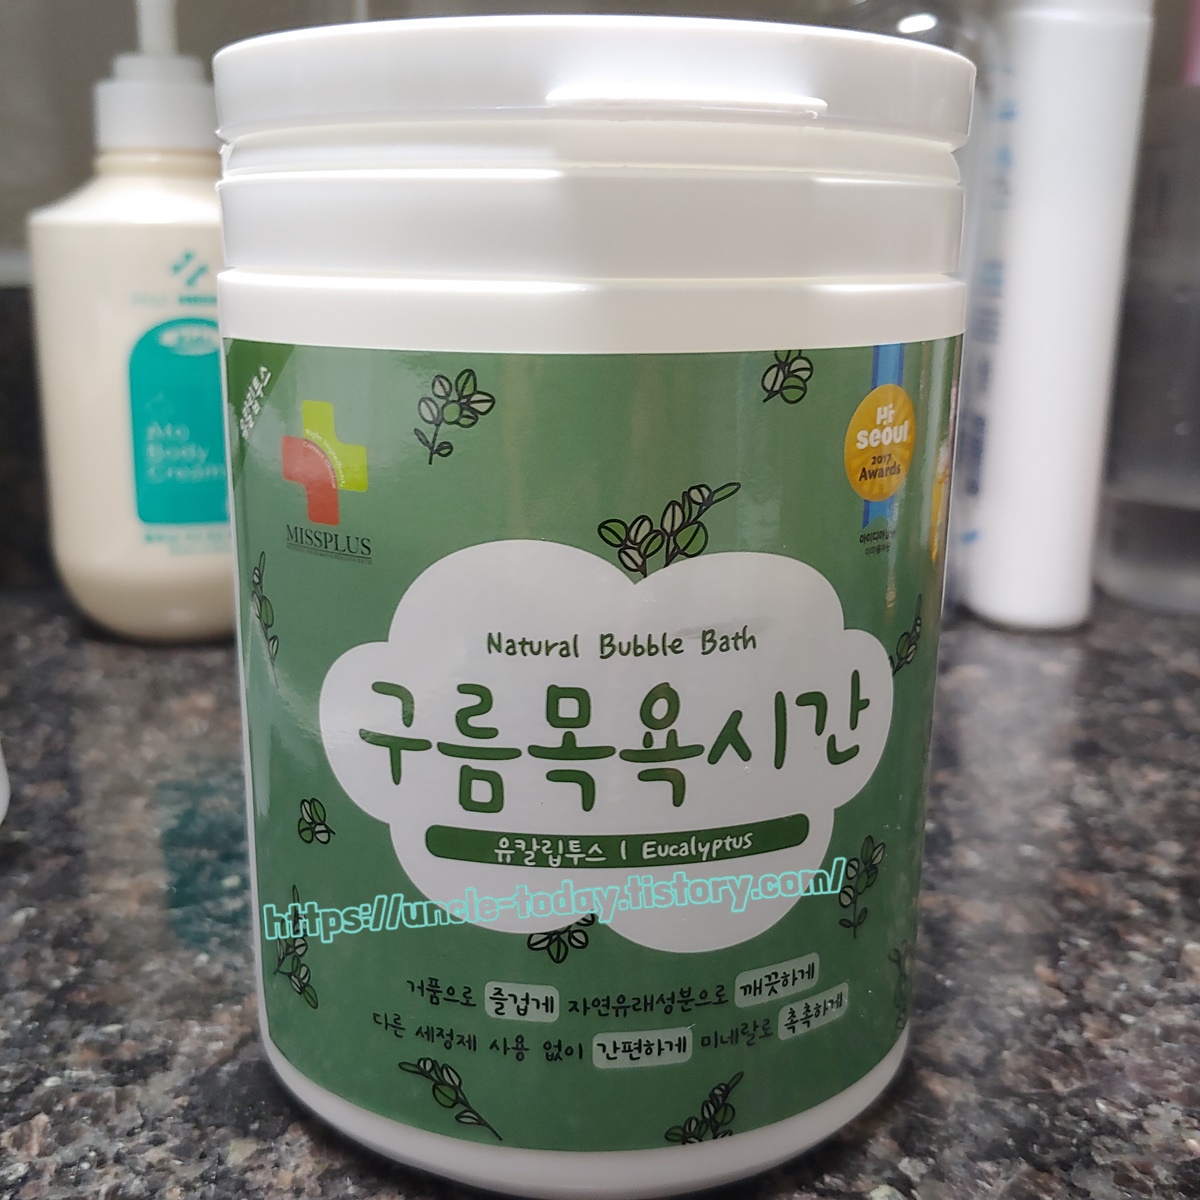 Hi seoul
2017
Awards
MISSPLUS
Natural Bubble Bath
구름목욕시간
유칼립투스 | Eucalyptus
https://uncle-today.tistory.com/
거품으로 즐겁게 자연유래성분으로 깨끗하게
다른 세정제 사용 없이 간편하게 미네랄로 촉촉하게
Ato
Body
Cream